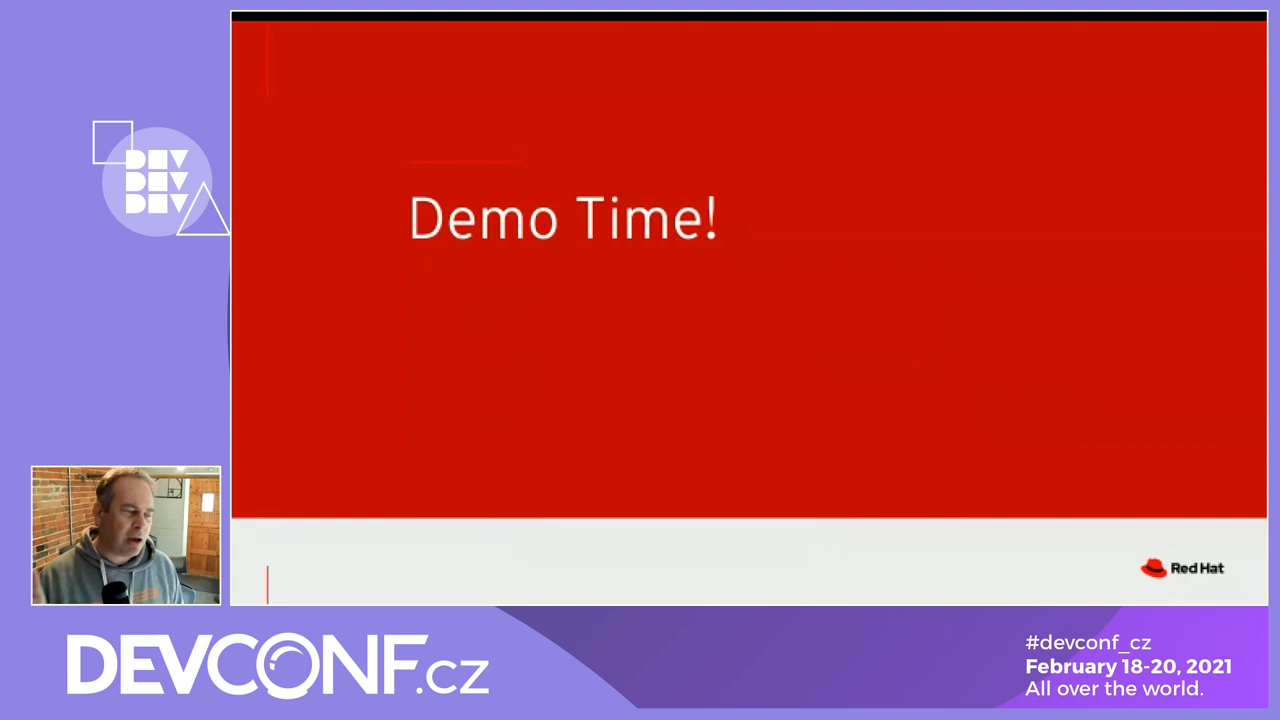 DEV
DEV
DEV
Demo Time!
Red Hat
DEVCONF.cz
#devconf_cz
February 18-20, 2021
All over the world.